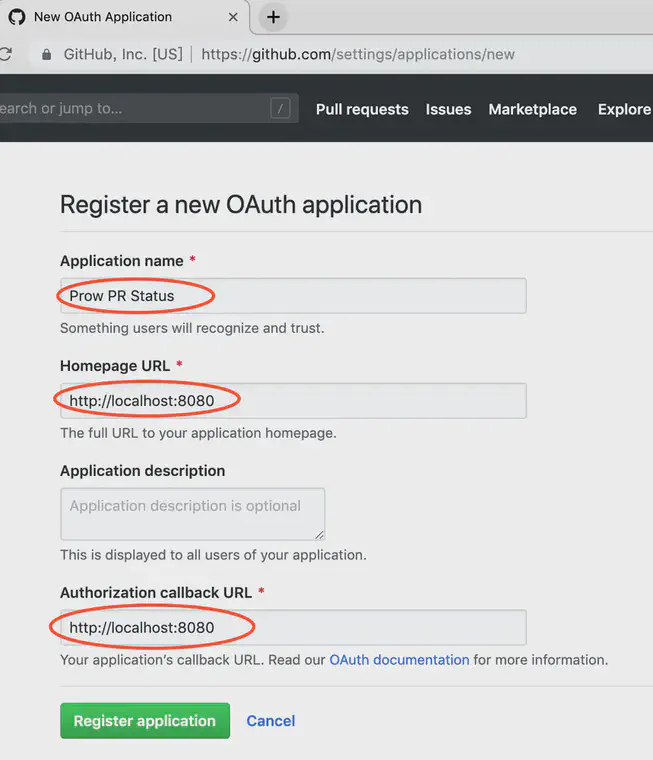 New OAuth Application
GitHub, Inc. [US] https://github.com/settings/applications/new
earch or jump to... / Pull requests Issues Marketplace Explore
Register a new OAuth application
Application name *
Prow PR Status
Something users will recognize and trust.
Homepage URL *
http://localhost:8080
The full URL to your application homepage.
Application description
Application description is optional
This is displayed to all users of your application.
Authorization callback URL *
http://localhost:8080
Your application’s callback URL. Read our OAuth documentation for more information.
Register application Cancel